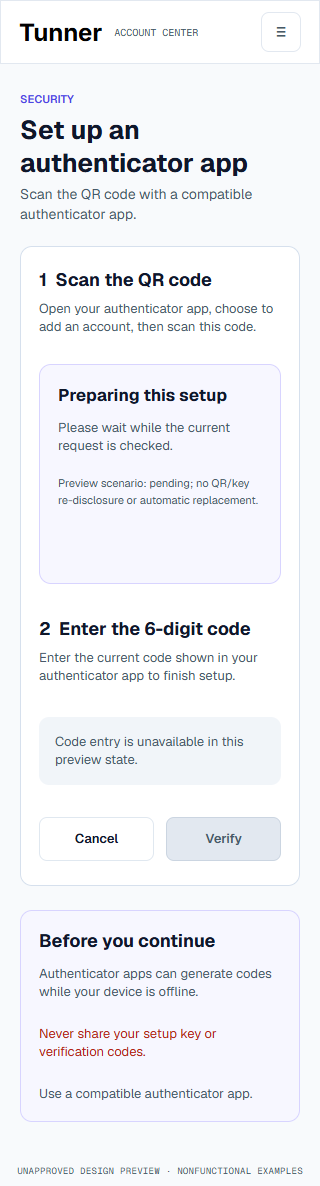 Tunner ACCOUNT CENTER ☰
SECURITY
Set up an
authenticator app
Scan the QR code with a compatible
authenticator app.
1 Scan the QR code
Open your authenticator app, choose to
add an account, then scan this code.
Preparing this setup
Please wait while the current
request is checked.
Preview scenario: pending; no QR/key
re-disclosure or automatic replacement.
2 Enter the 6-digit code
Enter the current code shown in your
authenticator app to finish setup.
Code entry is unavailable in this
preview state.
Cancel Verify
Before you continue
Authenticator apps can generate codes
while your device is offline.
Never share your setup key or
verification codes.
Use a compatible authenticator app.
UNAPPROVED DESIGN PREVIEW · NONFUNCTIONAL EXAMPLES